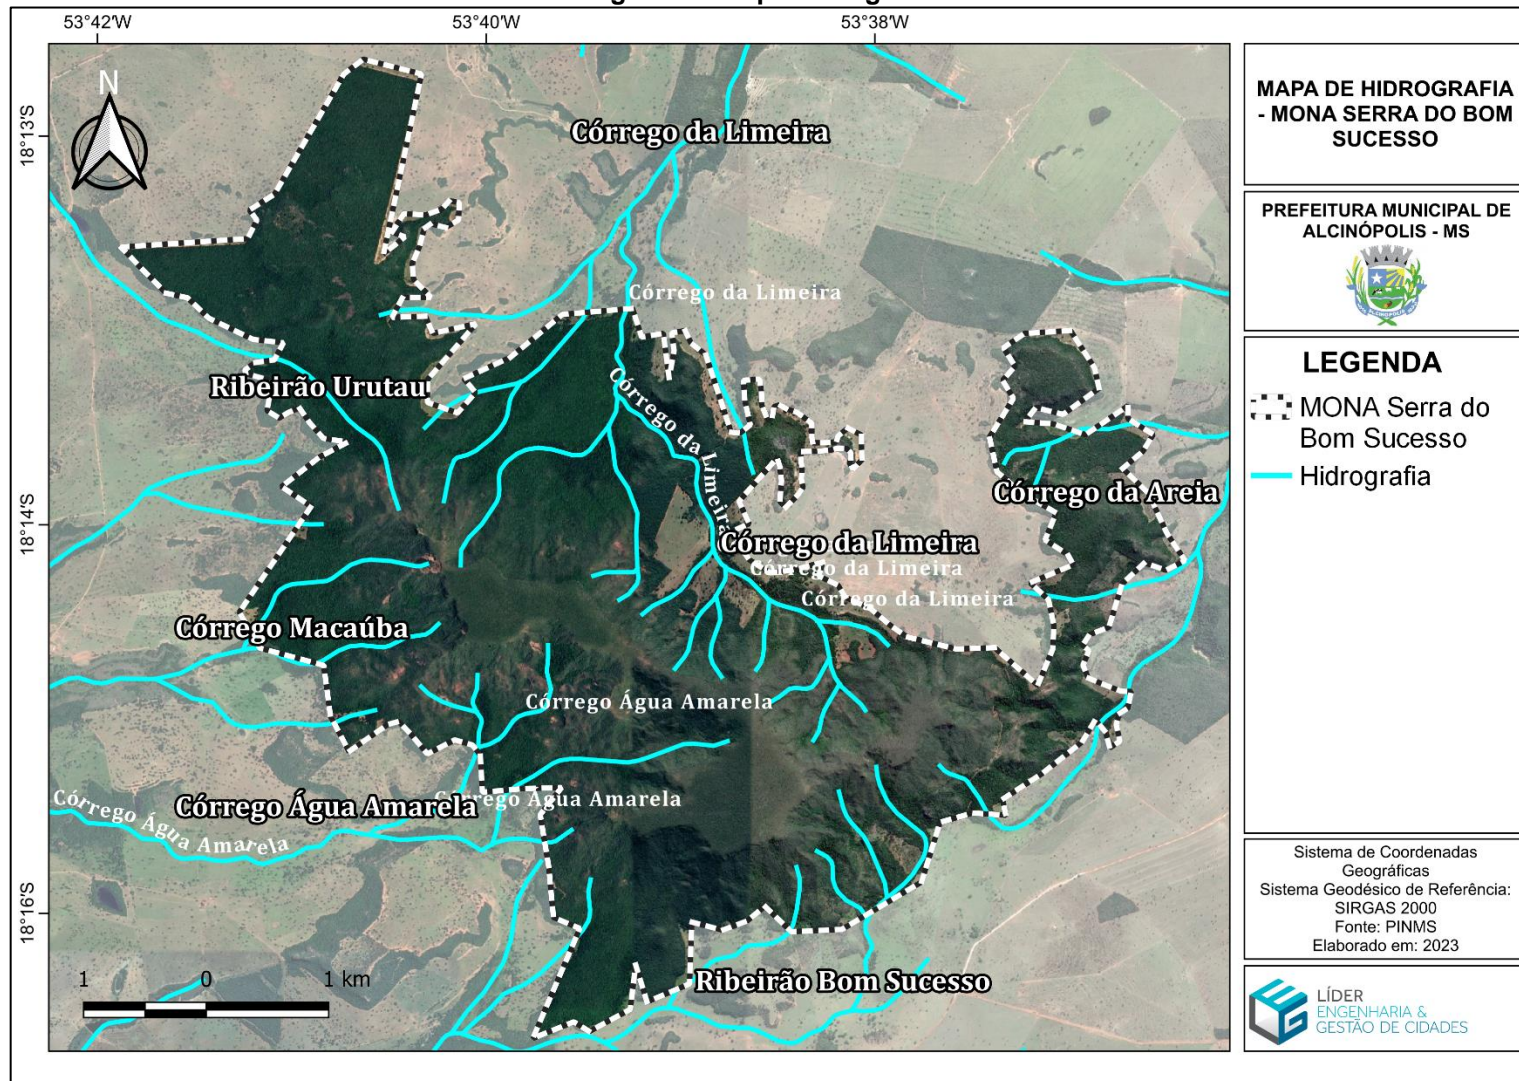 53°42'W
53°40'W
53°38'W
18°13'S
18°14'S
18°16'S
N
Córrego da Limeira
Córrego da Limeira
Ribeirão Urutau
Córrego da Limeira
Córrego da Areia
Córrego da Limeira
Córrego da Limeira
Córrego da Limeira
Córrego Macaúba
Córrego Água Amarela
Córrego Água Amarela
Córrego Água Amarela
Córrego Água Amarela
Ribeirão Bom Sucesso
1 0 1 km
MAPA DE HIDROGRAFIA
- MONA SERRA DO BOM
SUCESSO
PREFEITURA MUNICIPAL DE
ALCINÓPOLIS - MS
ALCINÓPOLIS
LEGENDA
MONA Serra do
Bom Sucesso
Hidrografia
Sistema de Coordenadas
Geográficas
Sistema Geodésico de Referência:
SIRGAS 2000
Fonte: PINMS
Elaborado em: 2023
LÍDER
ENGENHARIA &
GESTÃO DE CIDADES